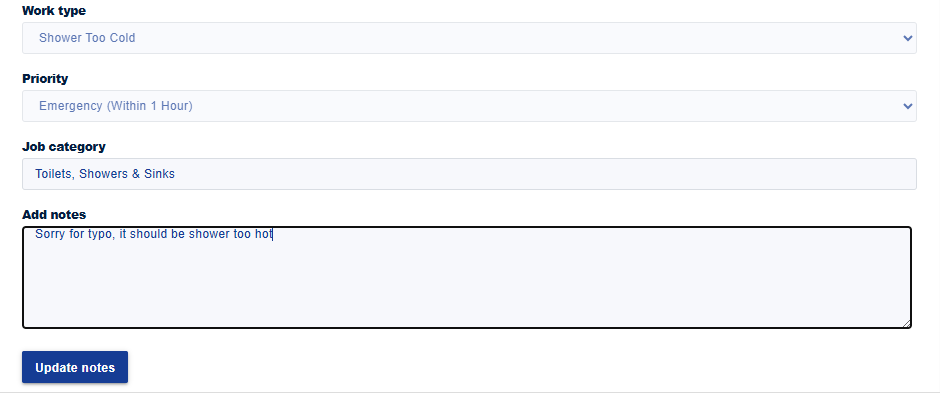 Work type
Shower Too Cold
Priority
Emergency (Within 1 Hour)
Job category
Toilets, Showers & Sinks
Add notes
Sorry for typo, it should be shower too hot
Update notes